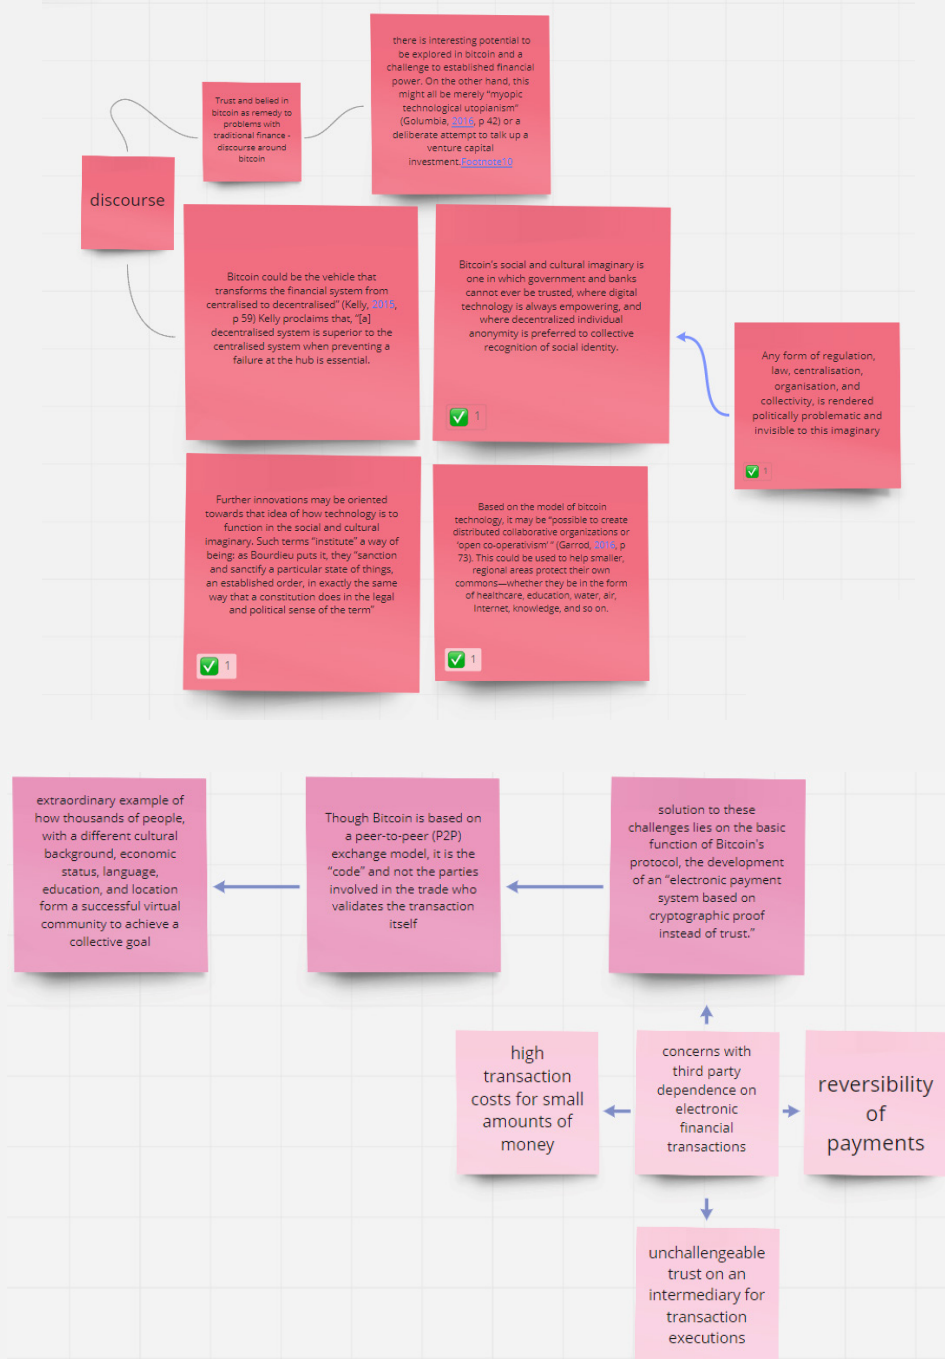 there is interesting potential to
be explored in bitcoin and a
challenge to established financial
power. On the other hand, this
might all be merely “myopic
technological utopianism”
(Golumbia, 2016, p 42) or a
deliberate attempt to talk up a
venture capital
investment.Footnote10
Trust and belied in
bitcoin as remedy to
problems with
traditional finance -
discourse around
bitcoin
discourse
Bitcoin could be the vehicle that
transforms the financial system from
centralised to decentralised” (Kelly, 2015,
p 59) Kelly proclaims that, “[a]
decentralised system is superior to the
centralised system when preventing a
failure at the hub is essential.
Bitcoin’s social and cultural imaginary is
one in which government and banks
cannot ever be trusted, where digital
technology is always empowering, and
where decentralized individual
anonymity is preferred to collective
recognition of social identity.
1
Any form of regulation,
law, centralisation,
organisation, and
collectivity, is rendered
politically problematic and
invisible to this imaginary
1
Further innovations may be oriented
towards that idea of how technology is to
function in the social and cultural
imaginary. Such terms “institute” a way of
being: as Bourdieu puts it, they “sanction
and sanctify a particular state of things,
an established order, in exactly the same
way that a constitution does in the legal
and political sense of the term”
1
Based on the model of bitcoin
technology, it may be “possible to create
distributed collaborative organizations or
‘open co-operativism’ ” (Garrod, 2016, p
73). This could be used to help smaller,
regional areas protect their own
commons—whether they be in the form
of healthcare, education, water, air,
Internet, knowledge, and so on.
1
extraordinary example of
how thousands of people,
with a different cultural
background, economic
status, language,
education, and location
form a successful virtual
community to achieve a
collective goal
Though Bitcoin is based on
a peer-to-peer (P2P)
exchange model, it is the
“code” and not the parties
involved in the trade who
validates the transaction
itself
solution to these
challenges lies on the basic
function of Bitcoin’s
protocol, the development
of an “electronic payment
system based on
cryptographic proof
instead of trust.”
high
transaction
costs for small
amounts of
money
concerns with
third party
dependence on
electronic
financial
transactions
reversibility
of
payments
unchallengeable
trust on an
intermediary for
transaction
executions